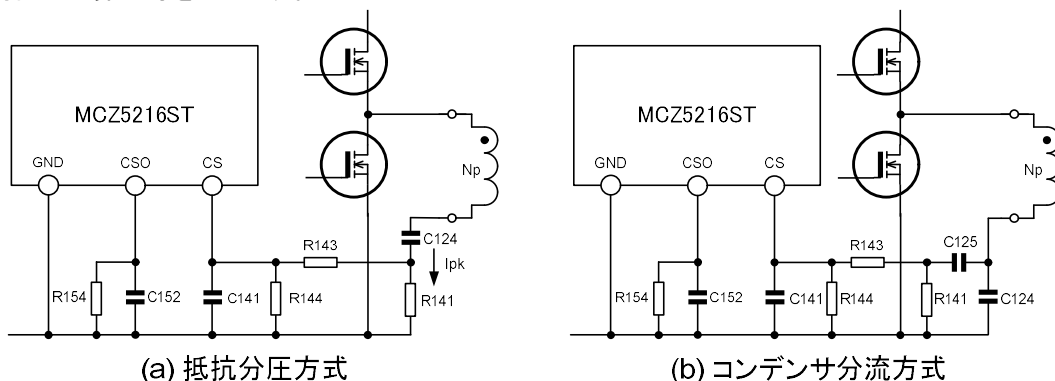 MCZ5216ST
GND
CSO
CS
Np
R143
C124
Ipk
R154
C152
C141
R144
R141
(a) 抵抗分圧方式
MCZ5216ST
GND
CSO
CS
Np
R143
C125
R154
C152
C141
R144
R141
C124
(b) コンデンサ分流方式